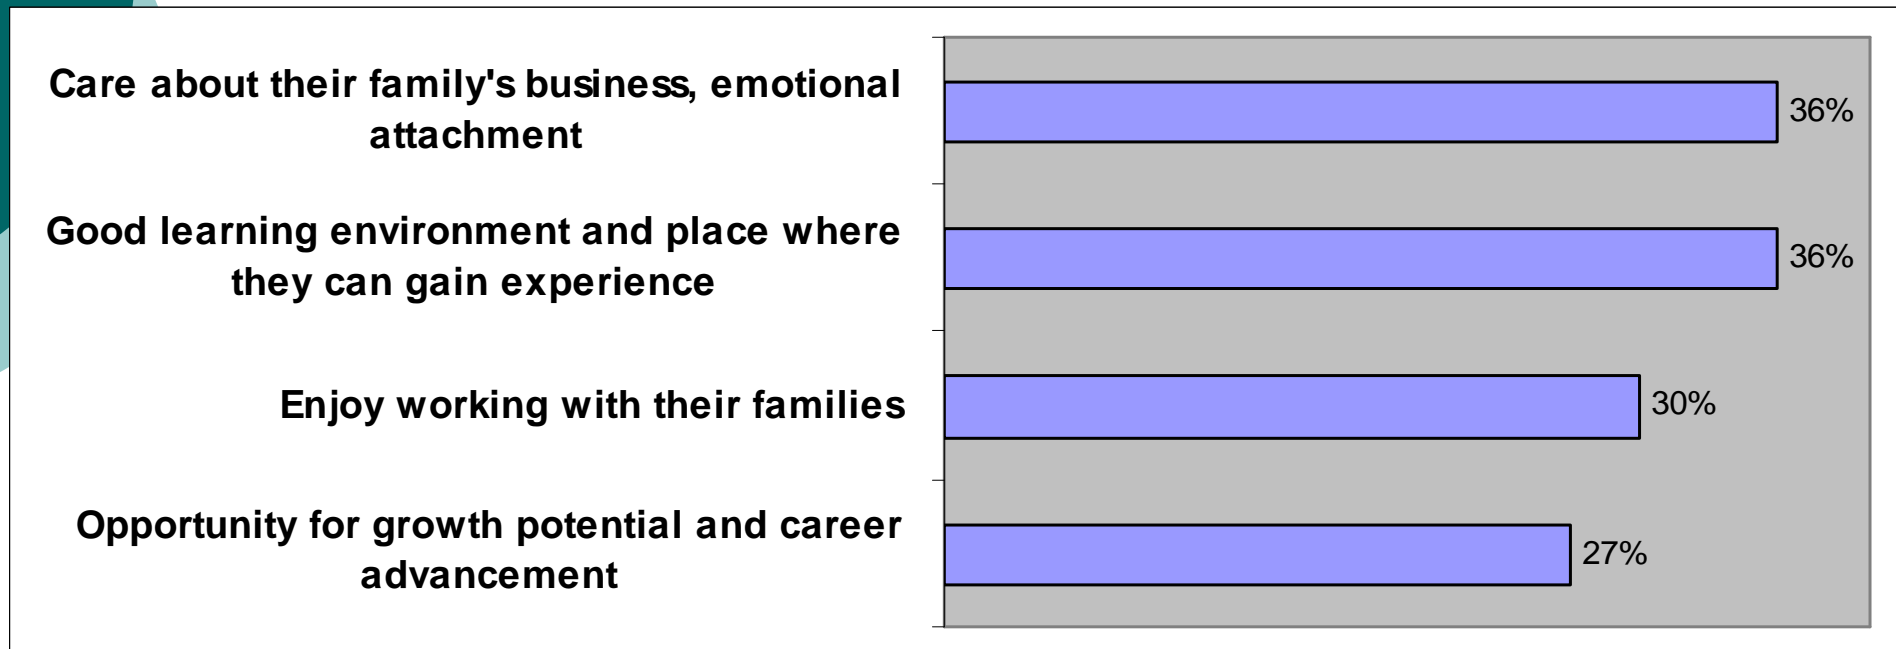 Care about their family's business, emotional
attachment
36%
Good learning environment and place where
they can gain experience
36%
Enjoy working with their families
30%
Opportunity for growth potential and career
advancement
27%